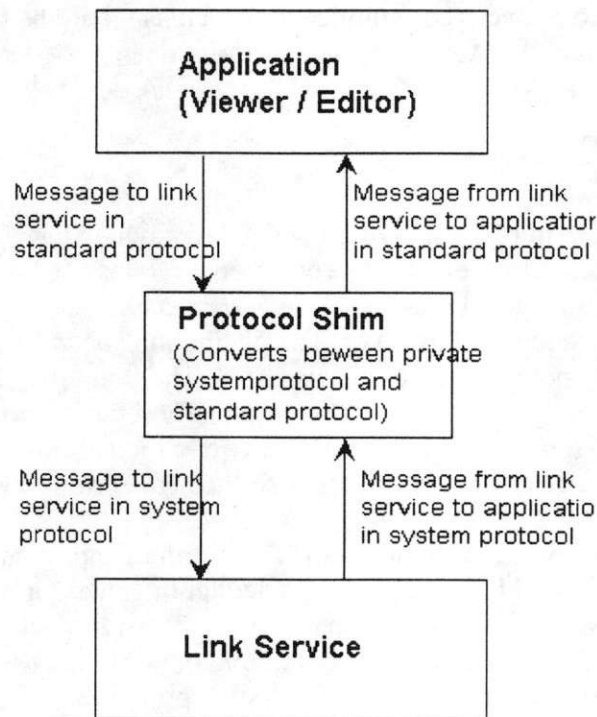 Application
(Viewer / Editor)
Message to link
service in
standard protocol
Message from link
service to application
in standard protocol
Protocol Shim
(Converts beween private
systemprotocol and
standard protocol)
Message to link
service in system
protocol
Message from link
service to applicatio
in system protocol
Link Service